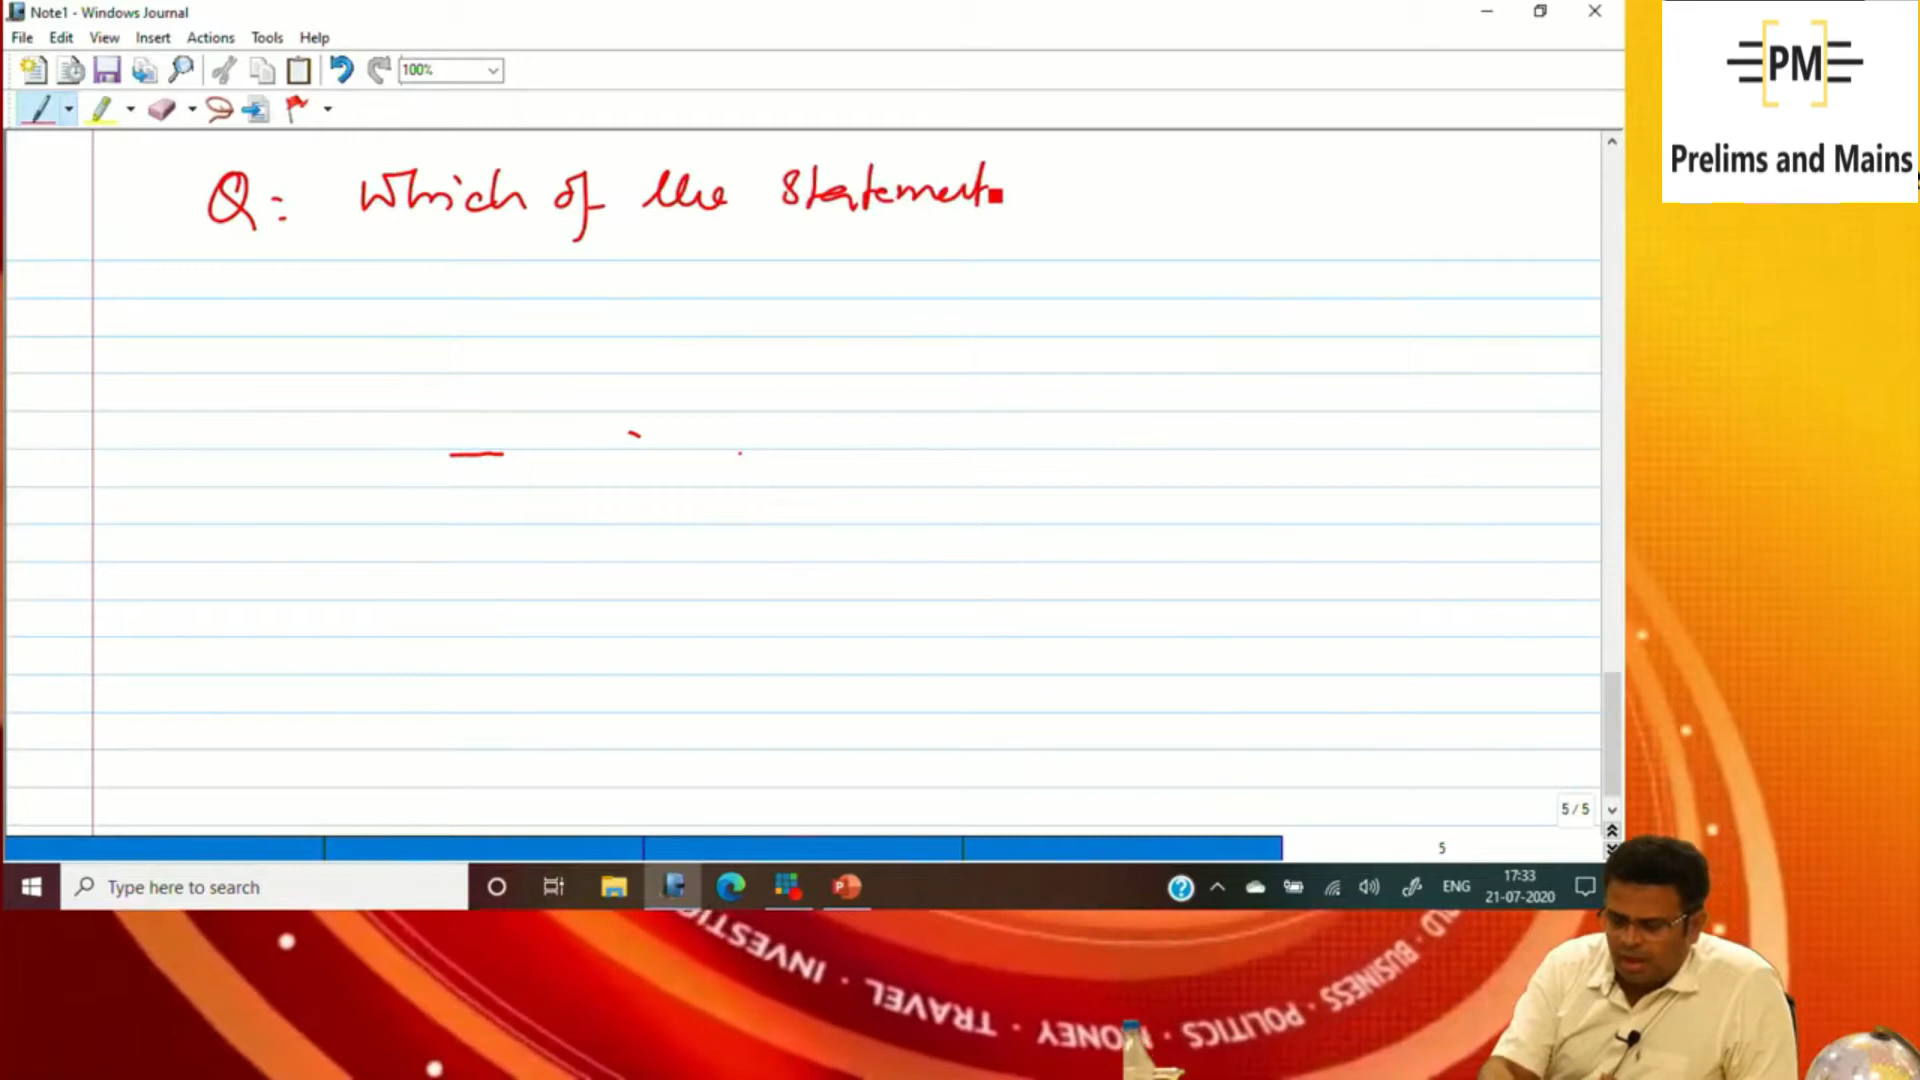 Note1 - Windows Journal
File Edit View Insert Actions Tools Help
100%
PM
Prelims and Mains
Q: Which of the Statement
5 / 5
5
Type here to search
ENG
17:33
21-07-2020
INVESTIC · TRAVEL · MONEY · POLITICS · BUSINESS ·